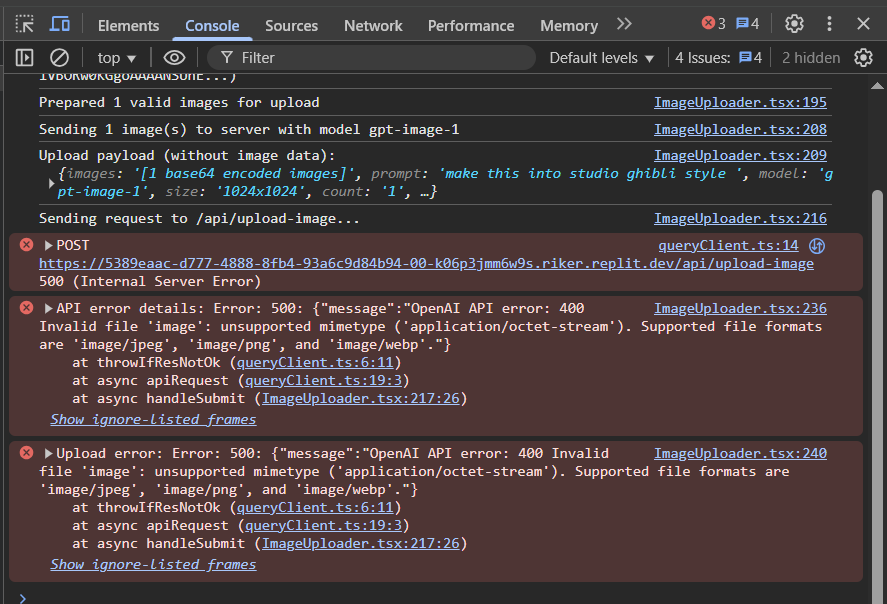 Elements Console Sources Network Performance Memory 3 4
top Filter Default levels 4 Issues: 4 2 hidden
Prepared 1 valid images for upload ImageUploader.tsx:195
Sending 1 image(s) to server with model gpt-image-1 ImageUploader.tsx:208
Upload payload (without image data): ImageUploader.tsx:209
{images: '[1 base64 encoded images]', prompt: 'make this into studio ghibli style ', model: 'g
pt-image-1', size: '1024x1024', count: '1', …}
Sending request to /api/upload-image... ImageUploader.tsx:216
POST queryClient.ts:14
https://5389eaac-d777-4888-8fb4-93a6c9d84b94-00-k06p3jmm6w9s.riker.replit.dev/api/upload-image
500 (Internal Server Error)
API error details: Error: 500: {"message":"OpenAI API error: 400 ImageUploader.tsx:236
Invalid file 'image': unsupported mimetype ('application/octet-stream'). Supported file formats
are 'image/jpeg', 'image/png', and 'image/webp'."}
at throwIfResNotOk (queryClient.ts:6:11)
at async apiRequest (queryClient.ts:19:3)
at async handleSubmit (ImageUploader.tsx:217:26)
Show ignore-listed frames
Upload error: Error: 500: {"message":"OpenAI API error: 400 Invalid ImageUploader.tsx:240
file 'image': unsupported mimetype ('application/octet-stream'). Supported file formats are
'image/jpeg', 'image/png', and 'image/webp'."}
at throwIfResNotOk (queryClient.ts:6:11)
at async apiRequest (queryClient.ts:19:3)
at async handleSubmit (ImageUploader.tsx:217:26)
Show ignore-listed frames